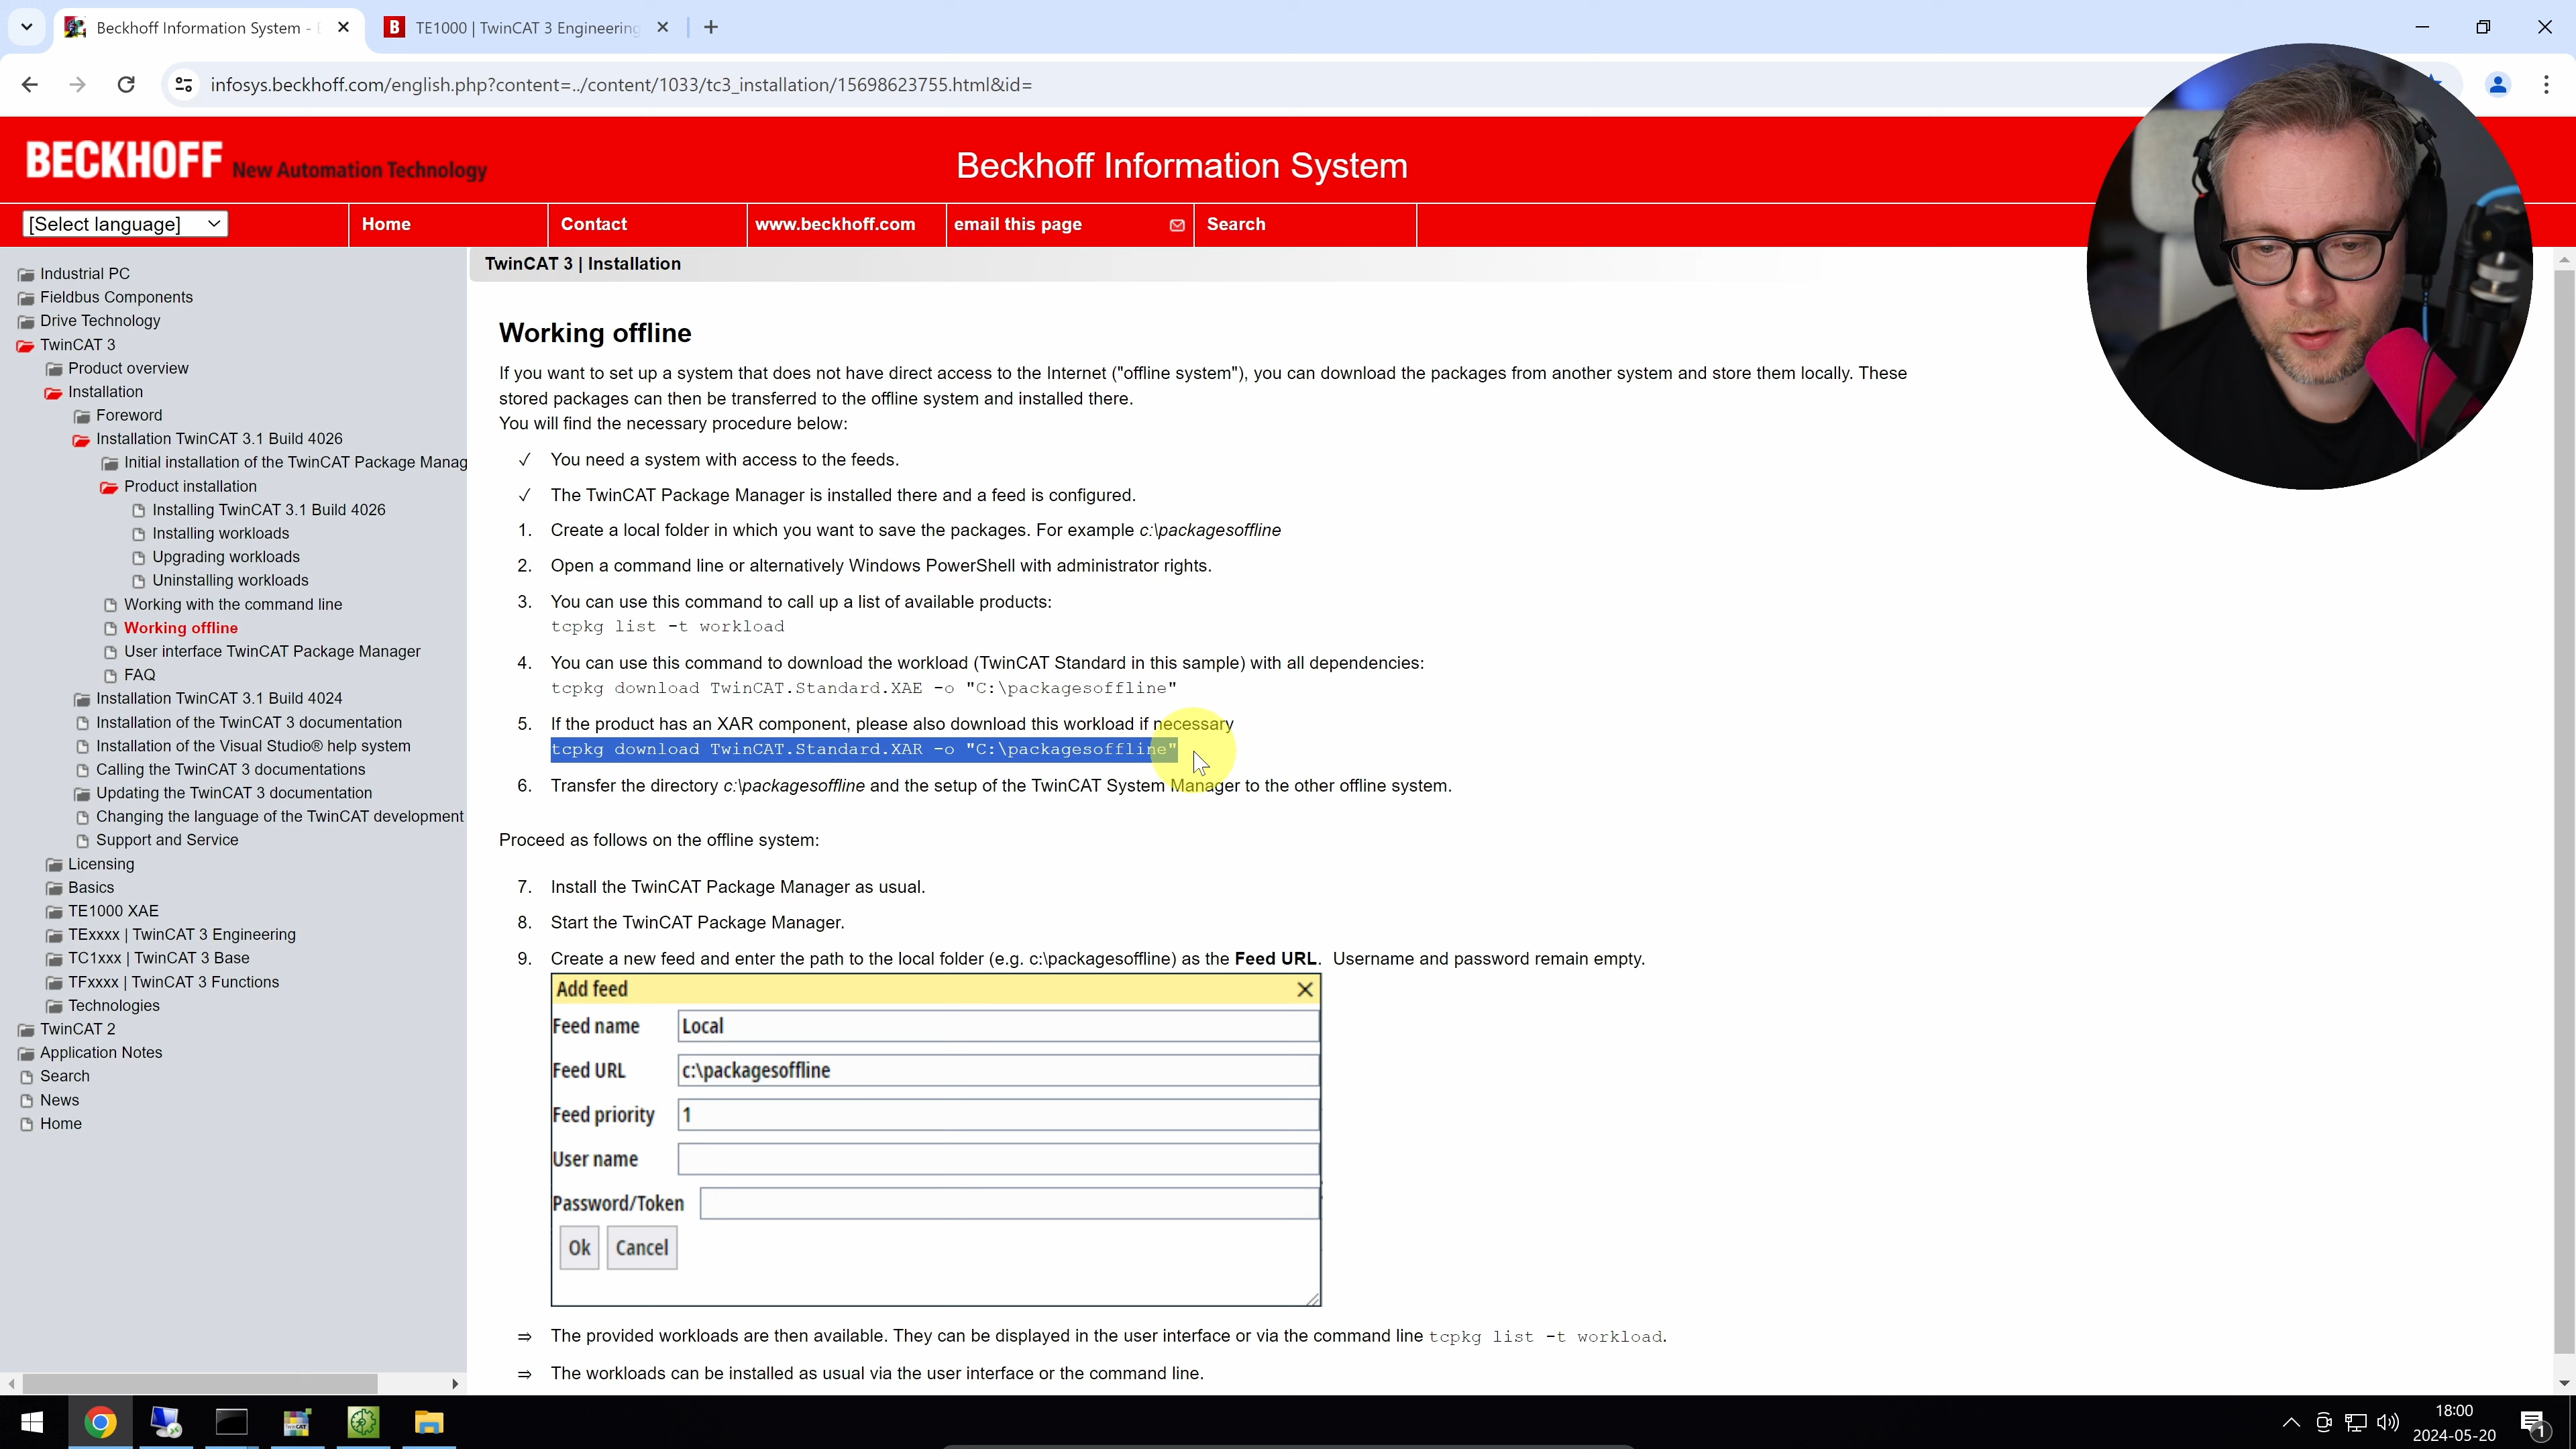 Beckhoff Information System -
TE1000 | TwinCAT 3 Engineering
infosys.beckhoff.com/english.php?content=../content/1033/tc3_installation/15698623755.html&id=
BECKHOFF New Automation Technology
Beckhoff Information System
[Select language]
Home
Contact
www.beckhoff.com
email this page
Search
Industrial PC
Fieldbus Components
Drive Technology
TwinCAT 3
Product overview
Installation
Foreword
Installation TwinCAT 3.1 Build 4026
Initial installation of the TwinCAT Package Manag
Product installation
Installing TwinCAT 3.1 Build 4026
Installing workloads
Upgrading workloads
Uninstalling workloads
Working with the command line
Working offline
User interface TwinCAT Package Manager
FAQ
Installation TwinCAT 3.1 Build 4024
Installation of the TwinCAT 3 documentation
Installation of the Visual Studio® help system
Calling the TwinCAT 3 documentations
Updating the TwinCAT 3 documentation
Changing the language of the TwinCAT development
Support and Service
Licensing
Basics
TE1000 XAE
TExxxx | TwinCAT 3 Engineering
TC1xxx | TwinCAT 3 Base
TFxxxx | TwinCAT 3 Functions
Technologies
TwinCAT 2
Application Notes
Search
News
Home
TwinCAT 3 | Installation
Working offline
If you want to set up a system that does not have direct access to the Internet ("offline system"), you can download the packages from another system and store them locally. These
stored packages can then be transferred to the offline system and installed there.
You will find the necessary procedure below:
✓ You need a system with access to the feeds.
✓ The TwinCAT Package Manager is installed there and a feed is configured.
1. Create a local folder in which you want to save the packages. For example c:\packagesoffline
2. Open a command line or alternatively Windows PowerShell with administrator rights.
3. You can use this command to call up a list of available products:
tcpkg list -t workload
4. You can use this command to download the workload (TwinCAT Standard in this sample) with all dependencies:
tcpkg download TwinCAT.Standard.XAE -o "C:\packagesoffline"
5. If the product has an XAR component, please also download this workload if necessary
tcpkg download TwinCAT.Standard.XAR -o "C:\packagesoffline"
6. Transfer the directory c:\packagesoffline and the setup of the TwinCAT System Manager to the other offline system.
Proceed as follows on the offline system:
7. Install the TwinCAT Package Manager as usual.
8. Start the TwinCAT Package Manager.
9. Create a new feed and enter the path to the local folder (e.g. c:\packagesoffline) as the Feed URL. Username and password remain empty.
Add feed
Feed name Local
Feed URL c:\packagesoffline
Feed priority 1
User name
Password/Token
Ok Cancel
⇒ The provided workloads are then available. They can be displayed in the user interface or via the command line tcpkg list -t workload.
⇒ The workloads can be installed as usual via the user interface or the command line.
18:00
2024-05-20
1